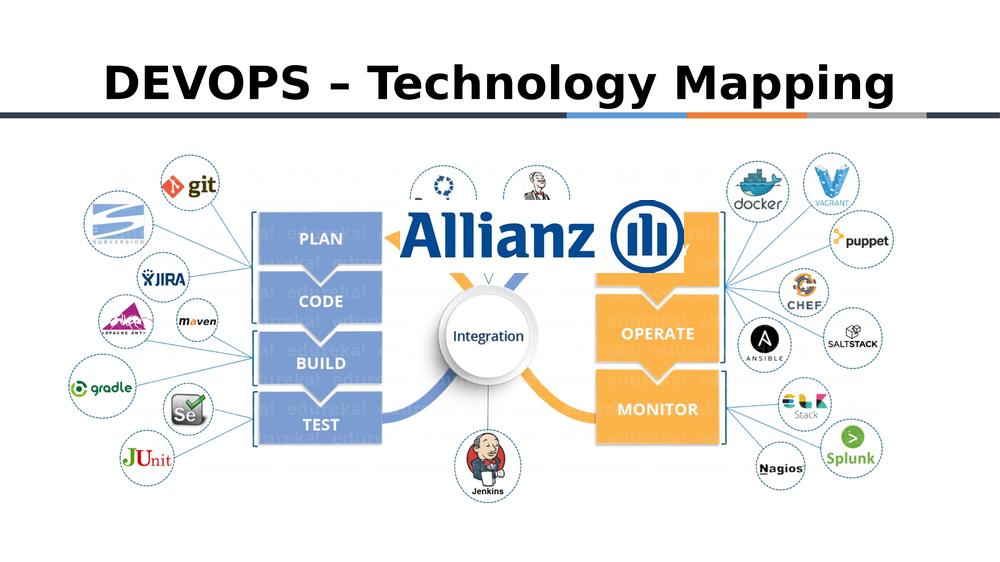 DEVOPS – Technology Mapping
git
SUBVERSION
JIRA
APACHE ANT
maven
gradle
Se
JUnit
PLAN
CODE
BUILD
TEST
Allianz
Integration
Jenkins
OPERATE
MONITOR
docker
VAGRANT
puppet
CHEF
ANSIBLE
SALTSTACK
elk
Stack
Splunk
Nagios
edureka!